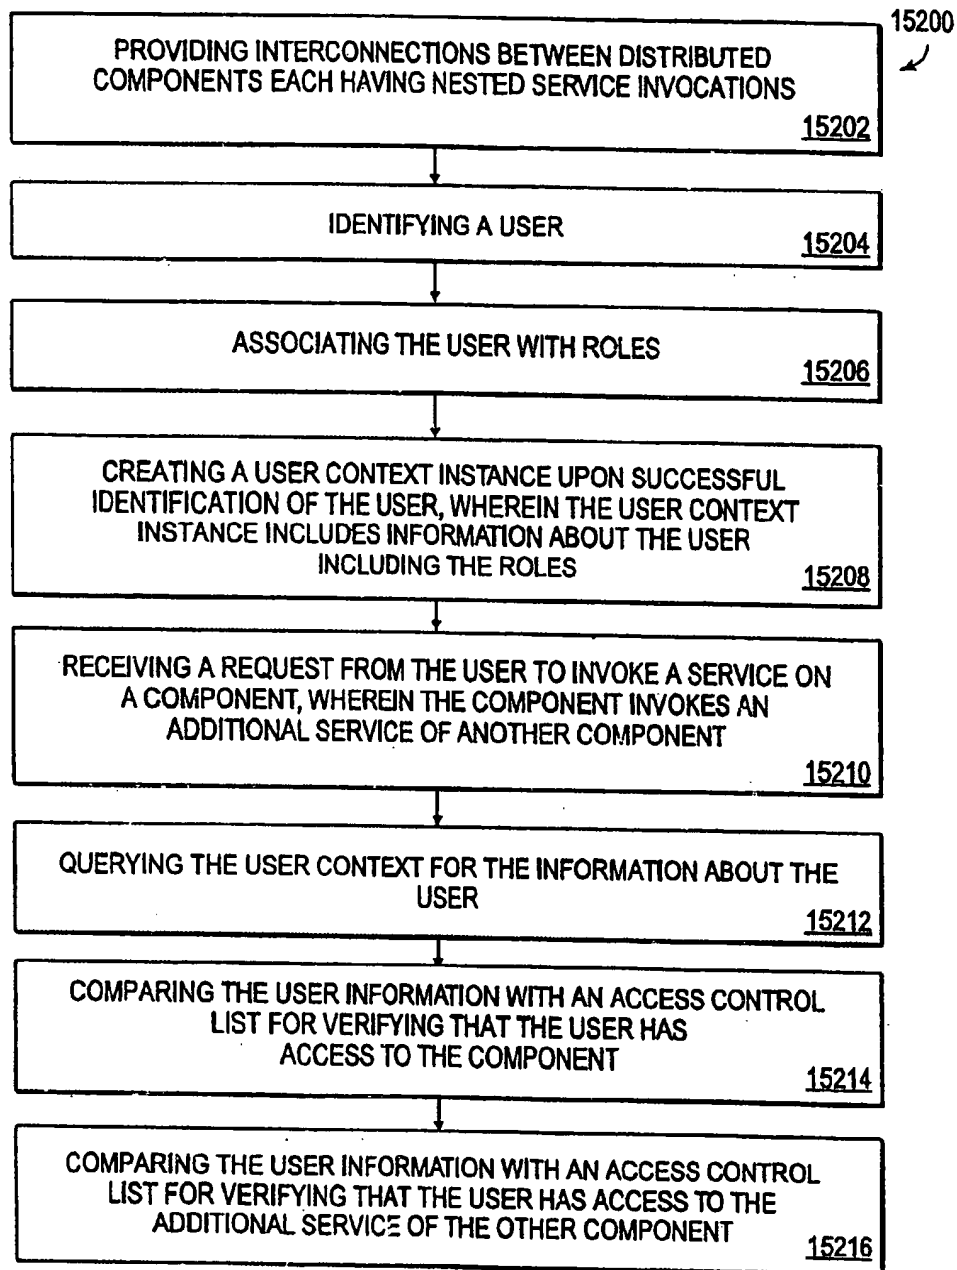 15200
PROVIDING INTERCONNECTIONS BETWEEN DISTRIBUTED
COMPONENTS EACH HAVING NESTED SERVICE INVOCATIONS
15202
IDENTIFYING A USER
15204
ASSOCIATING THE USER WITH ROLES
15206
CREATING A USER CONTEXT INSTANCE UPON SUCCESSFUL
IDENTIFICATION OF THE USER, WHEREIN THE USER CONTEXT
INSTANCE INCLUDES INFORMATION ABOUT THE USER
INCLUDING THE ROLES
15208
RECEIVING A REQUEST FROM THE USER TO INVOKE A SERVICE ON
A COMPONENT, WHEREIN THE COMPONENT INVOKES AN
ADDITIONAL SERVICE OF ANOTHER COMPONENT
15210
QUERYING THE USER CONTEXT FOR THE INFORMATION ABOUT THE
USER
15212
COMPARING THE USER INFORMATION WITH AN ACCESS CONTROL
LIST FOR VERIFYING THAT THE USER HAS
ACCESS TO THE COMPONENT
15214
COMPARING THE USER INFORMATION WITH AN ACCESS CONTROL
LIST FOR VERIFYING THAT THE USER HAS ACCESS TO THE
ADDITIONAL SERVICE OF THE OTHER COMPONENT
15216